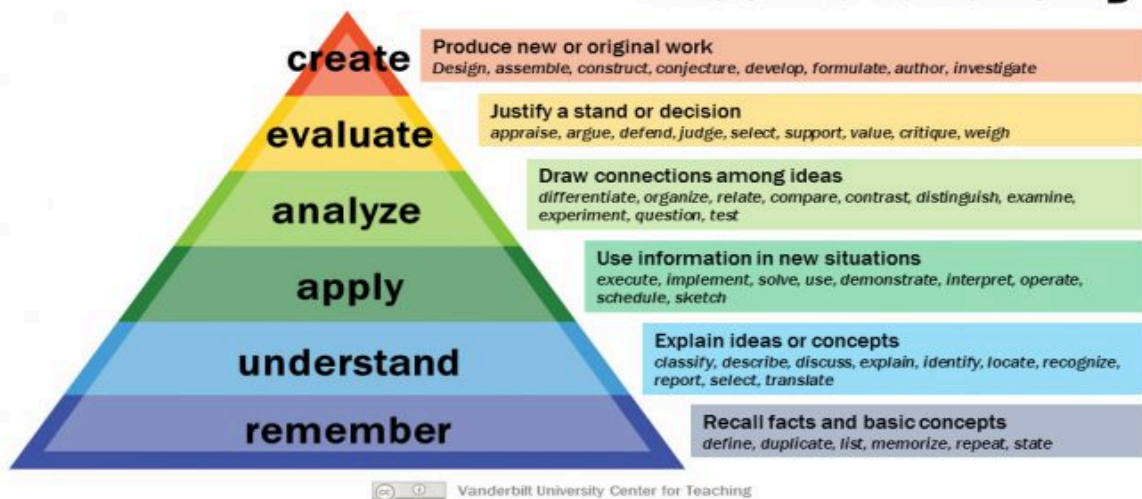 create
Produce new or original work
Design, assemble, construct, conjecture, develop, formulate, author, investigate
evaluate
Justify a stand or decision
appraise, argue, defend, judge, select, support, value, critique, weigh
analyze
Draw connections among ideas
differentiate, organize, relate, compare, contrast, distinguish, examine,
experiment, question, test
apply
Use information in new situations
execute, implement, solve, use, demonstrate, interpret, operate,
schedule, sketch
understand
Explain ideas or concepts
classify, describe, discuss, explain, identify, locate, recognize,
report, select, translate
remember
Recall facts and basic concepts
define, duplicate, list, memorize, repeat, state
cc Vanderbilt University Center for Teaching